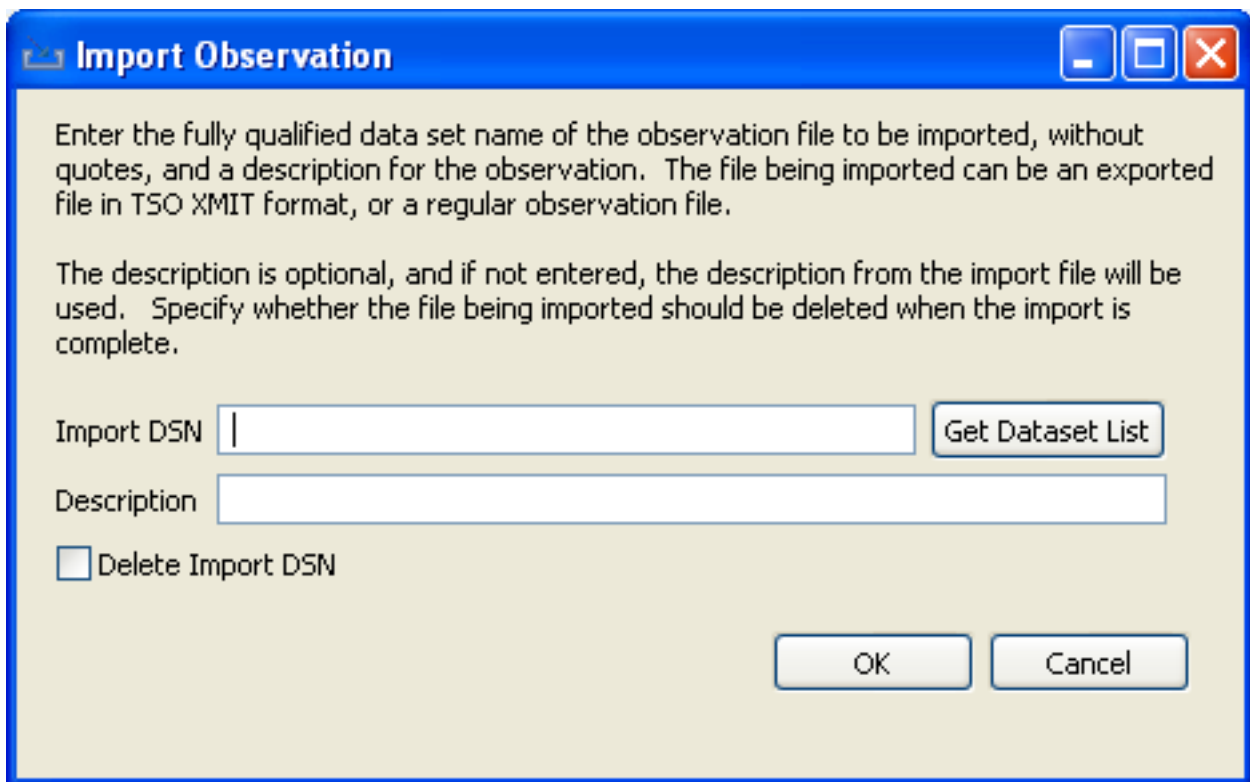 Import Observation
Enter the fully qualified data set name of the observation file to be imported, without
quotes, and a description for the observation.  The file being imported can be an exported
file in TSO XMIT format, or a regular observation file.
The description is optional, and if not entered, the description from the import file will be
used.   Specify whether the file being imported should be deleted when the import is
complete.
Import DSN
Get Dataset List
Description
Delete Import DSN
OK
Cancel